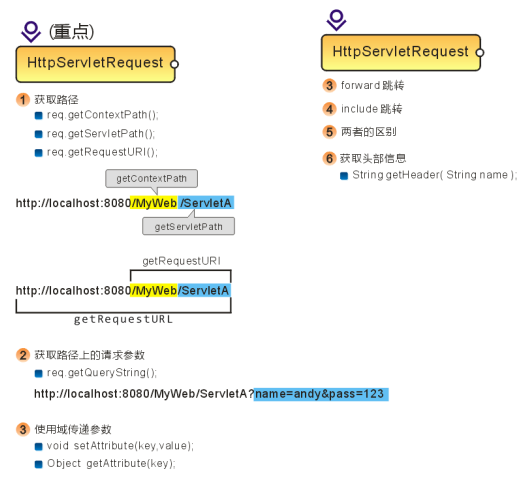 (重点)
HttpServletRequest
1 获取路径
req.getContextPath();
req.getServletPath();
req.getRequestURI();
getContextPath
http://localhost:8080/MyWeb/ServletA
getServletPath
getRequestURI
http://localhost:8080/MyWeb/ServletA
getRequestURL
2 获取路径上的请求参数
req.getQueryString();
http://localhost:8080/MyWeb/ServletA?name=andy&pass=123
3 使用域传递参数
void setAttribute(key,value);
Object getAttribute(key);
HttpServletRequest
3 forward 跳转
4 include 跳转
5 两者的区别
6 获取头部信息
String getHeader( String name );